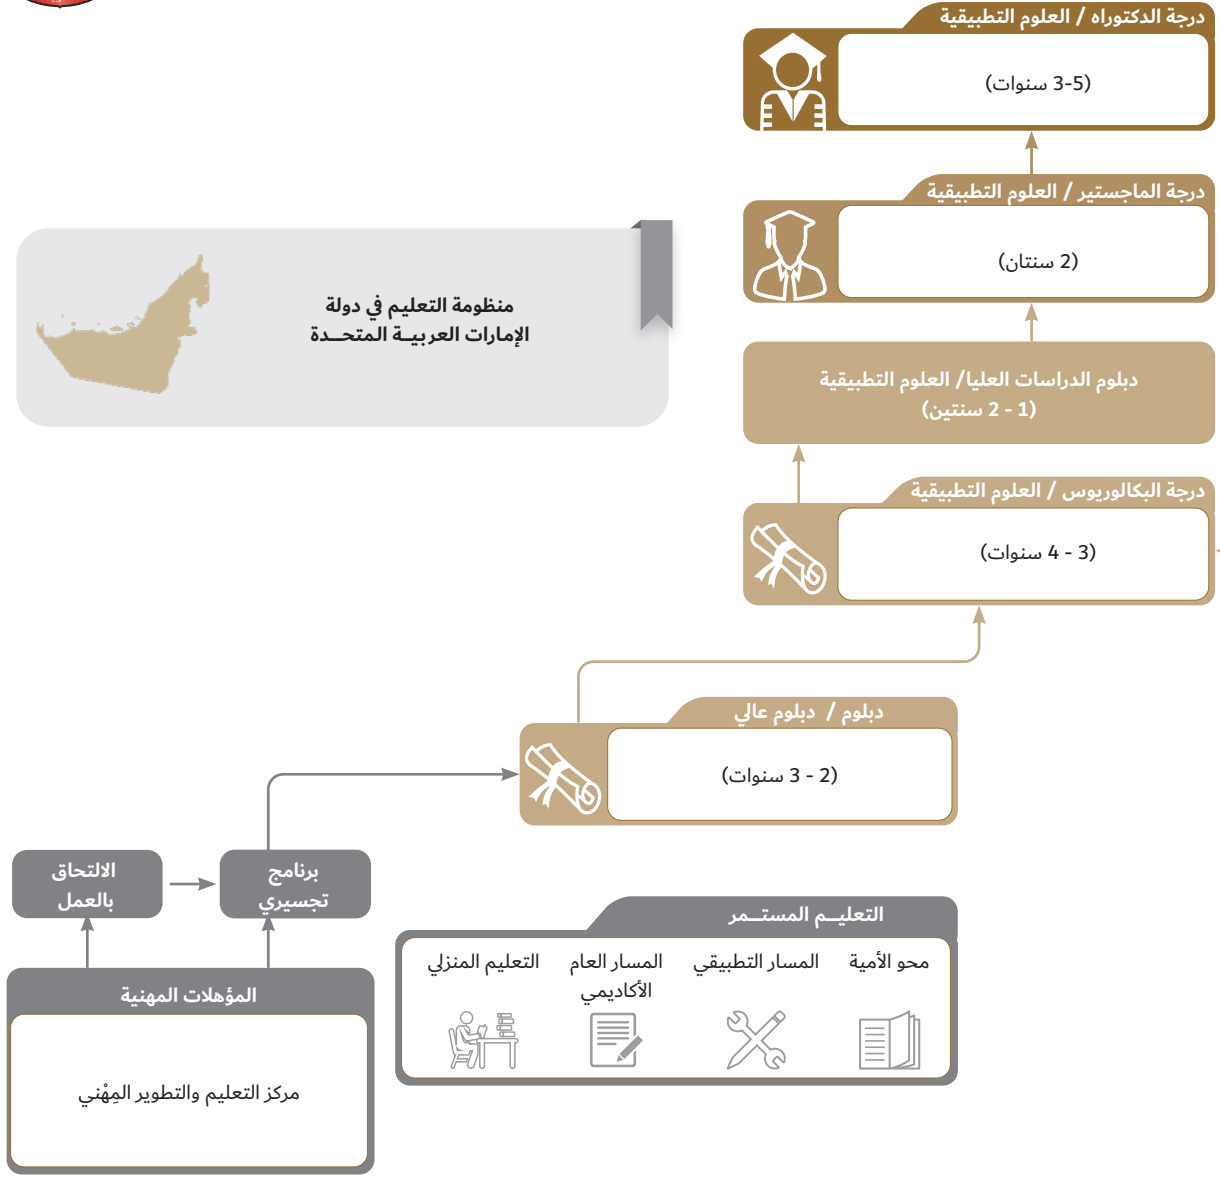 درجة الدكتوراه / العلوم التطبيقية
(3-5 سنوات)
درجة الماجستير / العلوم التطبيقية
(2 سنتان)
منظومة التعليم في دولة
الإمارات العربيــة المتحــدة
دبلوم الدراسات العليا/ العلوم التطبيقية
(1 - 2 سنتين)
درجة البكالوريوس / العلوم التطبيقية
(3 - 4 سنوات)
دبلوم / دبلوم عالي
(2 - 3 سنوات)
برنامج
تجسيري
الالتحاق
بالعمل
التعليــم المستــمر
محو الأمية
المسار التطبيقي
المسار العام
الأكاديمي
التعليم المنزلي
المؤهلات المهنية
مركز التعليم والتطوير المِهْني